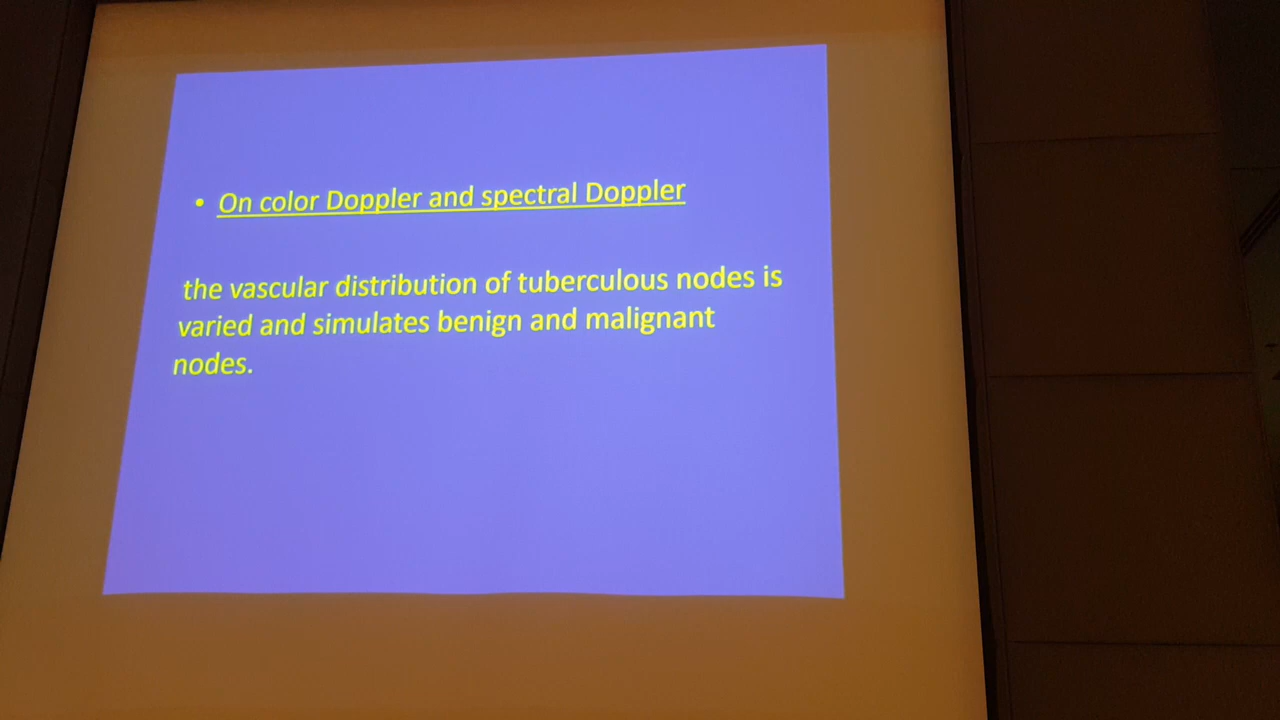 • On color Doppler and spectral Doppler
the vascular distribution of tuberculous nodes is
varied and simulates benign and malignant
nodes.